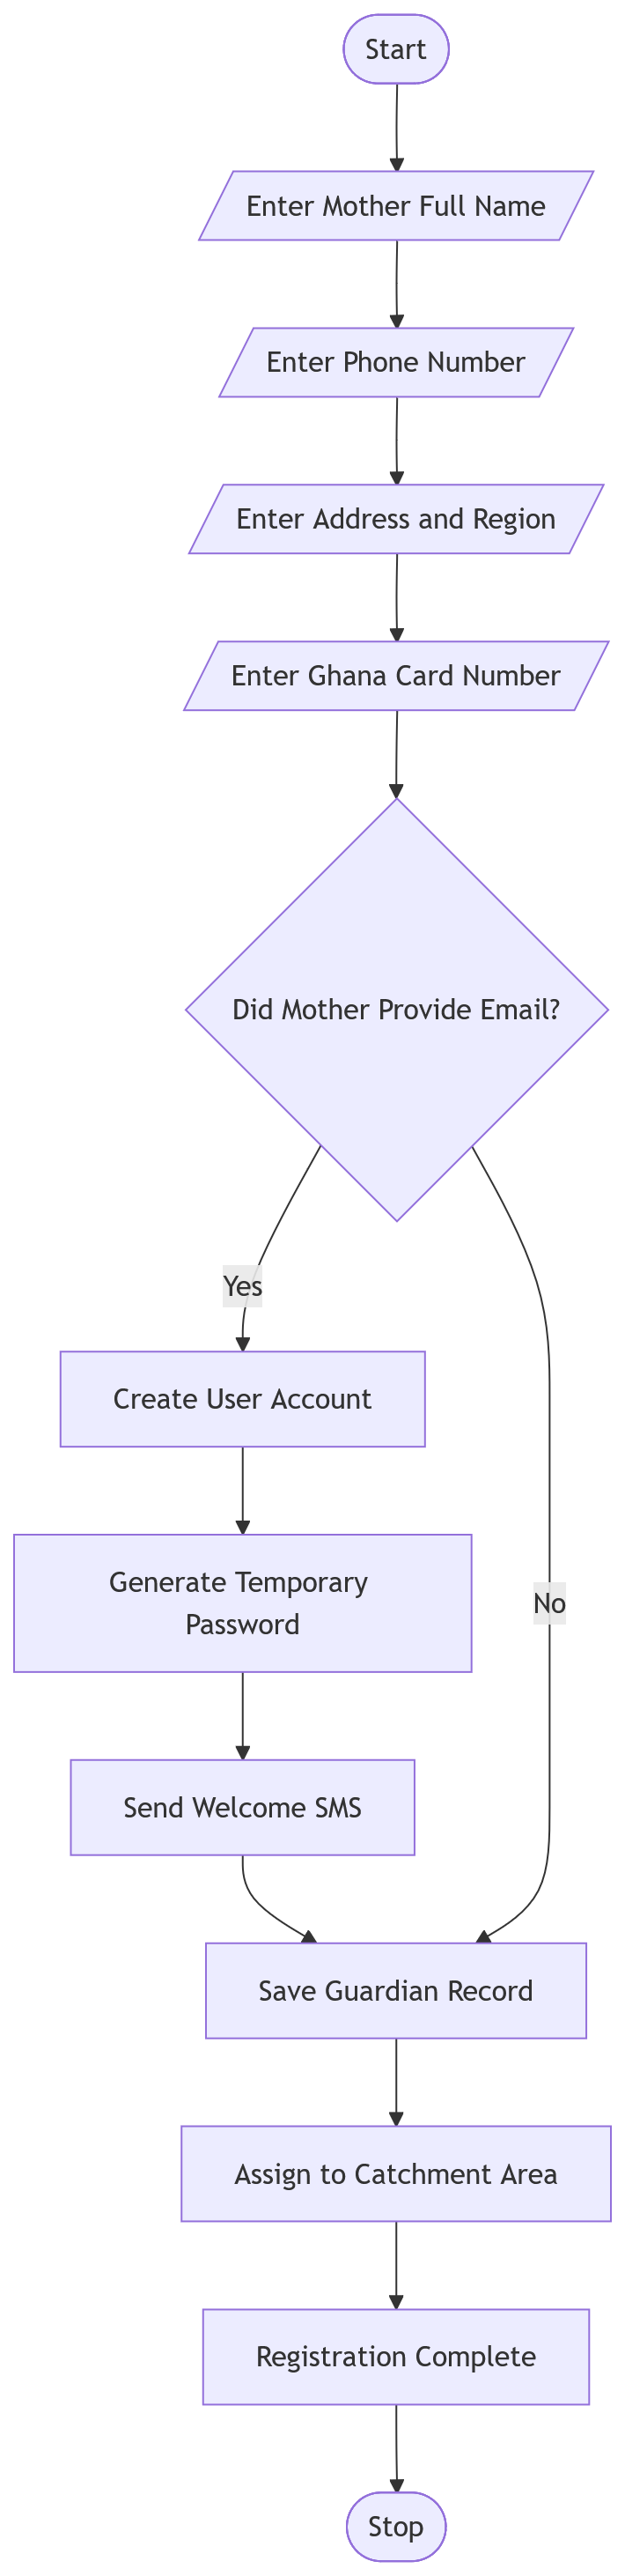 Start
Enter Mother Full Name
Enter Phone Number
Enter Address and Region
Enter Ghana Card Number
Did Mother Provide Email?
Yes
Create User Account
Generate Temporary
Password
No
Send Welcome SMS
Save Guardian Record
Assign to Catchment Area
Registration Complete
Stop